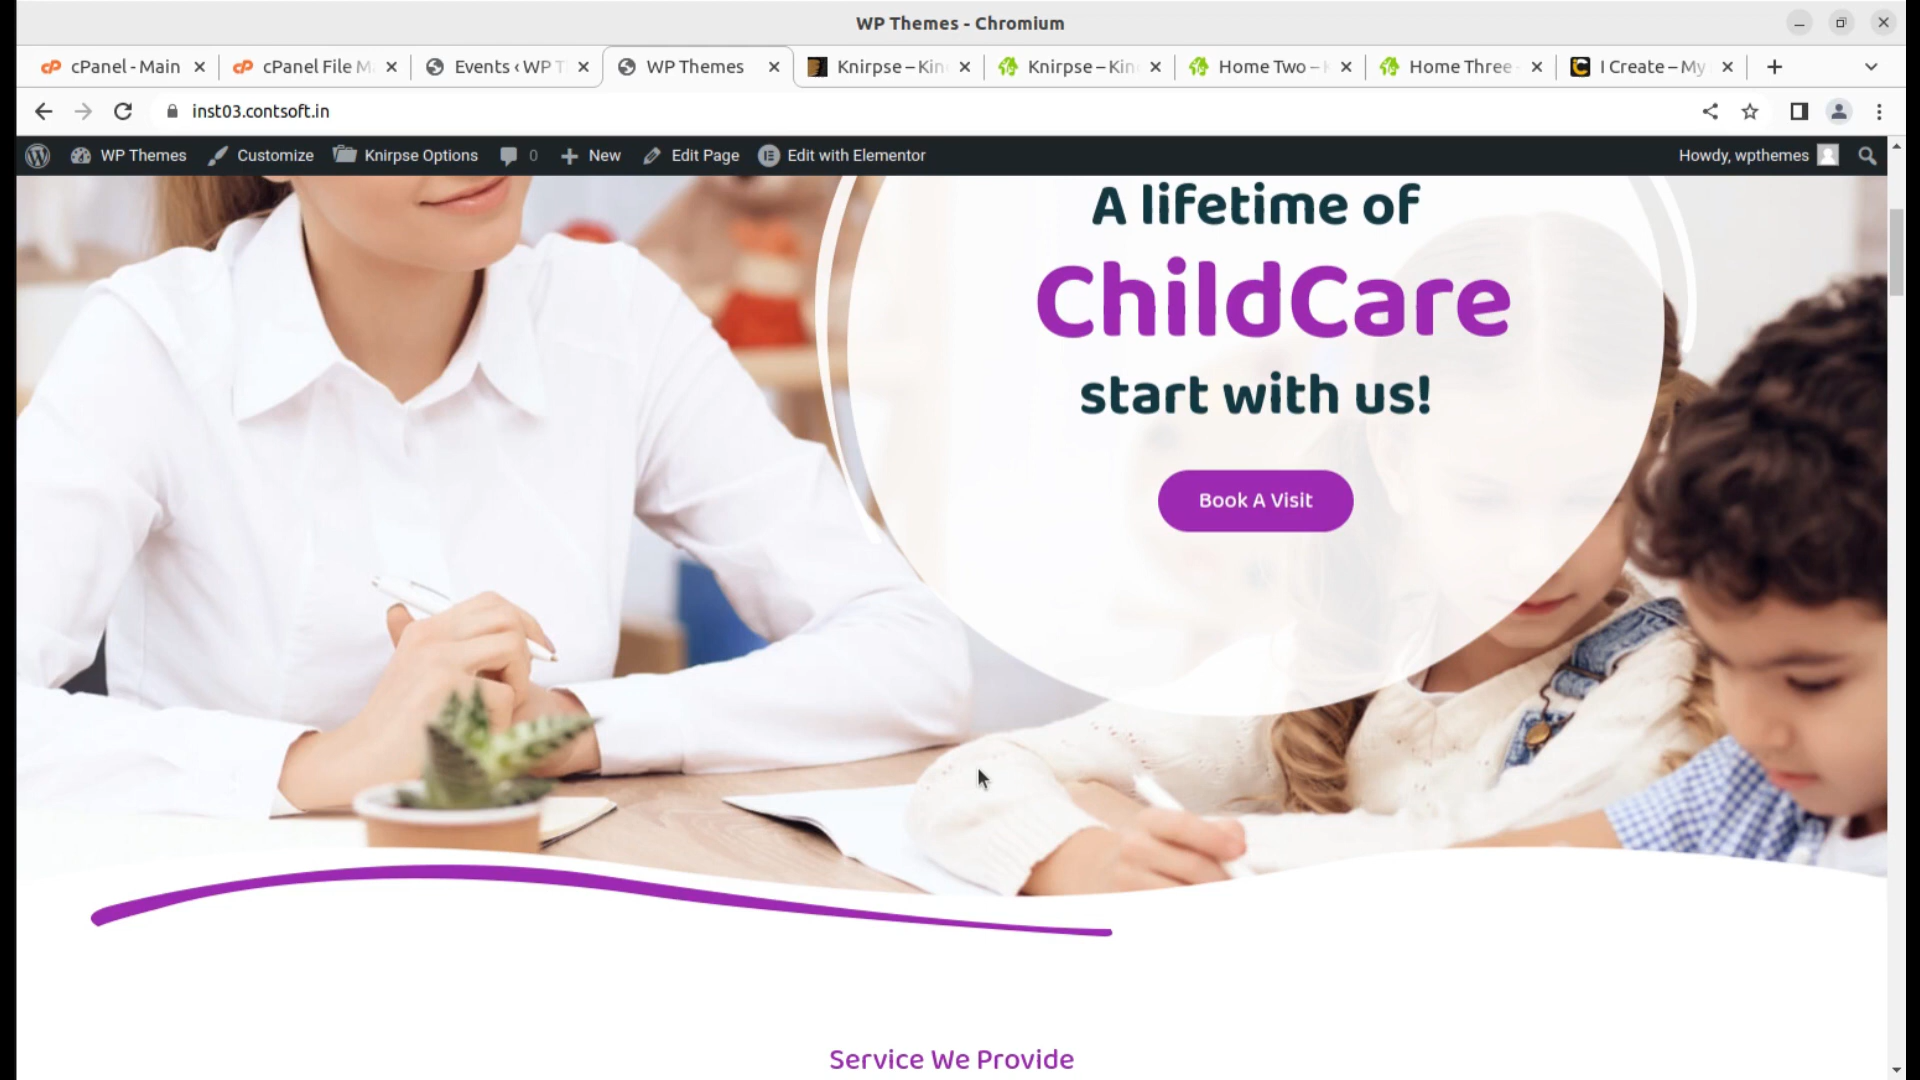 WP Themes - Chromium
cPanel - Main
cPanel File M
Events ‹ WP T
WP Themes
Knirpse – Kin
Knirpse – Kin
Home Two –
Home Three -
I Create – My
inst03.contsoft.in
WP Themes
Customize
Knirpse Options
0
New
Edit Page
Edit with Elementor
Howdy, wpthemes
A lifetime of
ChildCare
start with us!
Book A Visit
Service We Provide